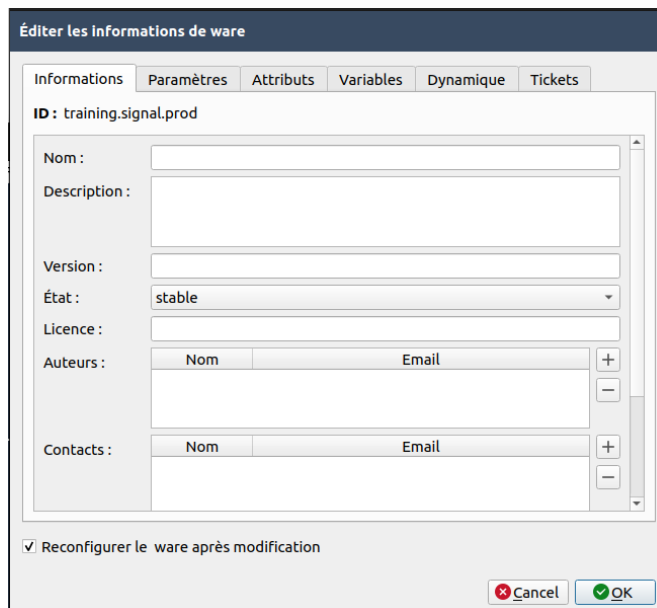 Éditer les informations de ware
Informations Paramètres Attributs Variables Dynamique Tickets
ID : training.signal.prod
Nom :
Description :
Version :
État : stable
Licence :
Auteurs : Nom Email
+
−
Contacts : Nom Email
+
−
Reconfigurer le ware après modification
Cancel OK